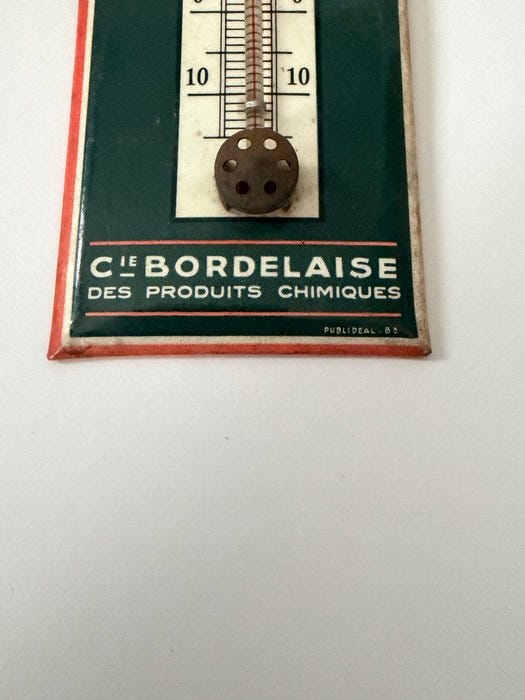 10 10
CIE BORDELAISE
DES PRODUITS CHIMIQUES
PUBLIDEAL